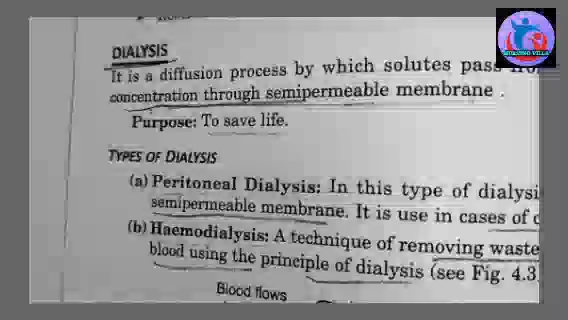 DIALYSIS
It is a diffusion process by which solutes pass from
concentration through semipermeable membrane .
Purpose: To save life.
TYPES OF DIALYSIS
(a) Peritoneal Dialysis: In this type of
semipermeable membrane. It is use in cases of
(b) Haemodialysis: A technique of removing waste
blood using the principle of dialysis (see Fig. 4.3
Blood flows